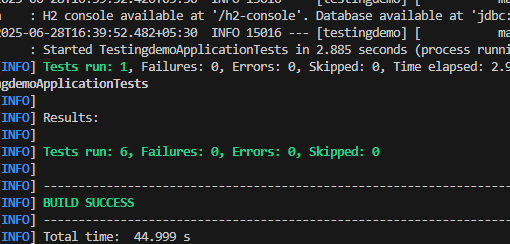 : H2 console available at '/h2-console'. Database available at 'jdbc:
2025-06-28T16:39:52.482+05:30  INFO 15016 --- [testingdemo] [           ma
: Started TestingdemoApplicationTests in 2.885 seconds (process runni
INFO] Tests run: 1, Failures: 0, Errors: 0, Skipped: 0, Time elapsed: 2.9
ngdemoApplicationTests
INFO]
INFO] Results:
INFO]
INFO] Tests run: 6, Failures: 0, Errors: 0, Skipped: 0
INFO]
INFO] ------------------------------------------------------------------
INFO] BUILD SUCCESS
INFO] ------------------------------------------------------------------
INFO] Total time:  44.999 s